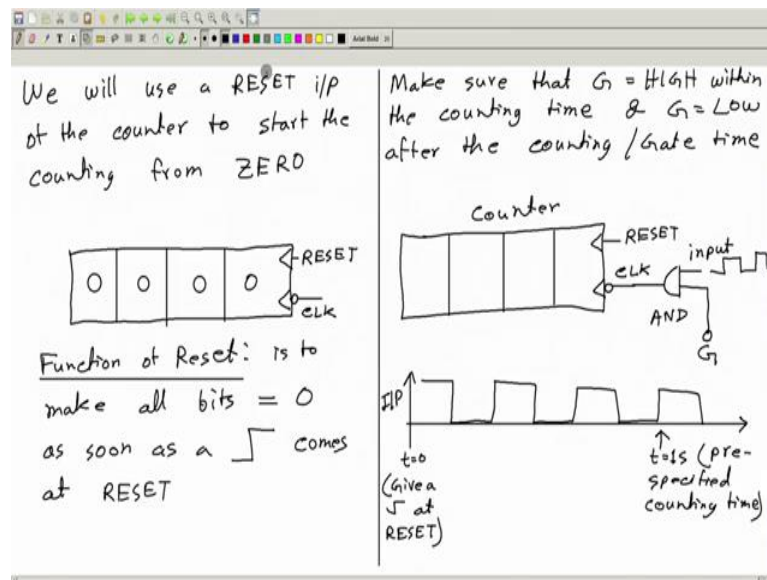 Arial Bold
We will use a RESET i/p
of the counter to start the
counting from ZERO
0 0 0 0
RESET
CLK
Function of Reset: is to
make all bits = 0
as soon as a comes
at RESET
Make sure that G = HIGH within
the counting time & G = Low
after the counting / Gate time
Counter
RESET
input
CLK
AND
G
I/P
t=0
(Give a
at
RESET)
t=1s (pre-
specified
counting time)